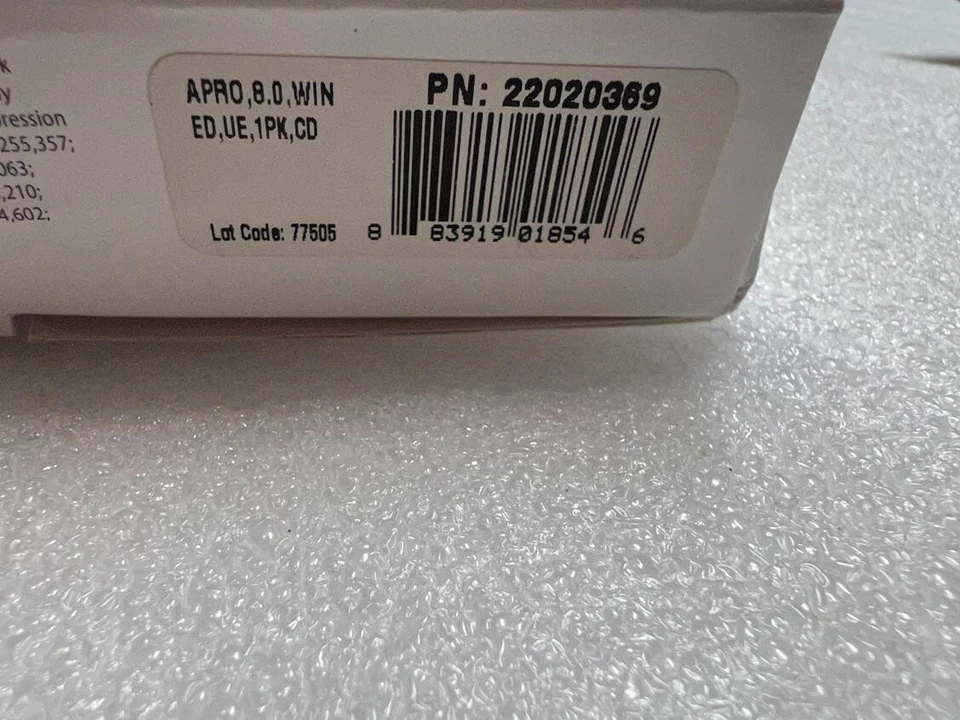 k
y
ression
255,357;
063;
,210;
4,602;
APRO,8.0,WIN
ED,UE,1PK,CD
Lot Code: 77505
PN: 22020369
8 83919 01854 6